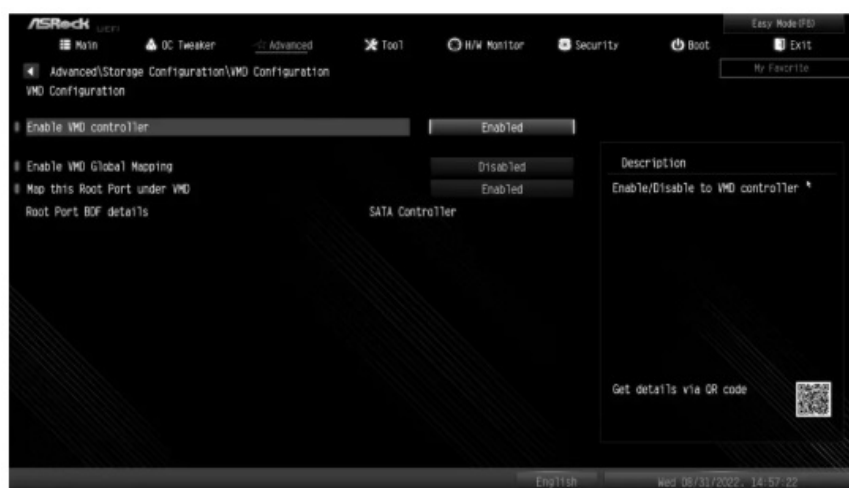 ASRock UEFI
Easy Mode(F6)
Main OC Tweaker Advanced Tool H/W Monitor Security Boot Exit
Advanced\Storage Configuration\VMD Configuration
My Favorite
VMD Configuration
Enable VMD controller Enabled
Enable VMD Global Mapping Disabled
Map this Root Port under VMD Enabled
Root Port BDF details SATA Controller
Description
Enable/Disable to VMD controller
Get details via QR code
English Wed 08/31/2022. 14:57:22